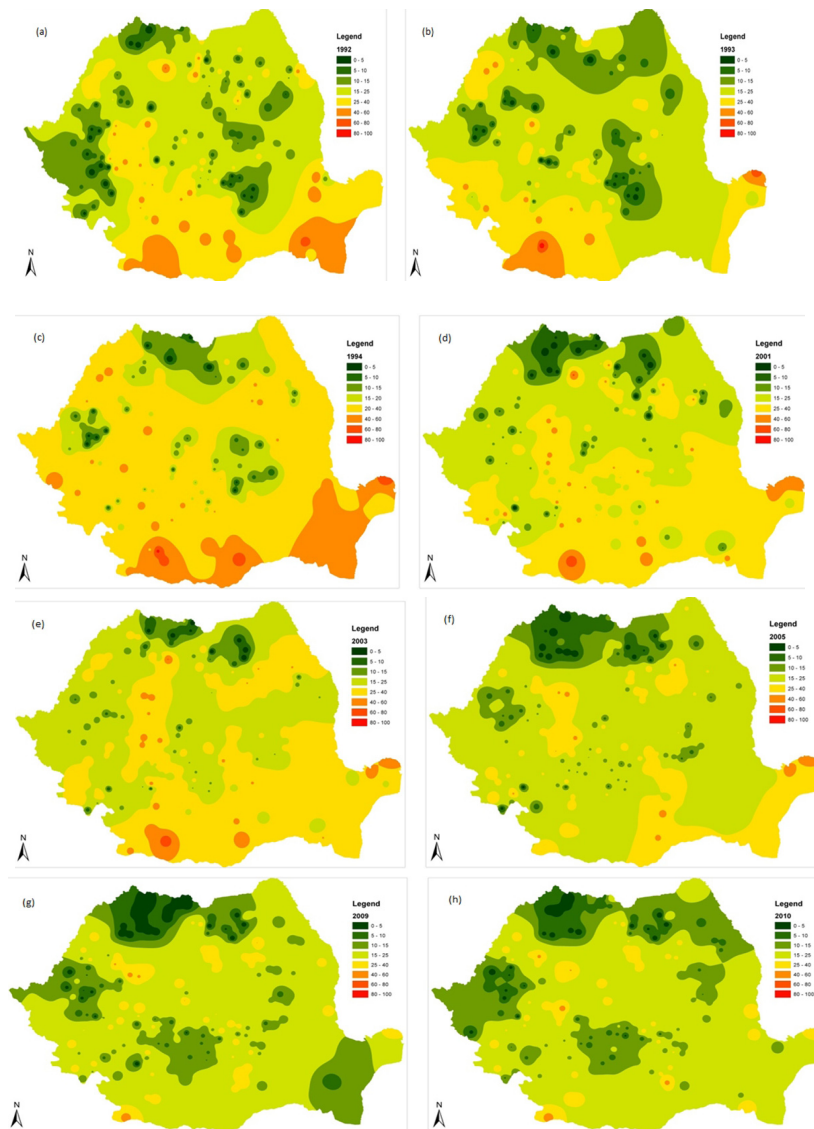 (a)
Legend
1992
0 - 5
5 - 10
10 - 15
15 - 25
25 - 40
40 - 60
60 - 80
80 - 100
N
(b)
Legend
1993
0 - 5
5 - 10
10 - 15
15 - 25
25 - 40
40 - 60
60 - 80
80 - 100
N
(c)
Legend
1994
0 - 5
5 - 10
10 - 15
15 - 20
20 - 40
40 - 60
60 - 80
80 - 100
N
(d)
Legend
2001
0 - 5
5 - 10
10 - 15
15 - 25
25 - 40
40 - 60
60 - 80
80 - 100
N
(e)
Legend
2003
0 - 5
5 - 10
10 - 15
15 - 25
25 - 40
40 - 60
60 - 80
80 - 100
N
(f)
Legend
2005
0 - 5
5 - 10
10 - 15
15 - 25
25 - 40
40 - 60
60 - 80
80 - 100
N
(g)
Legend
2009
0 - 5
5 - 10
10 - 15
15 - 25
25 - 40
40 - 60
60 - 80
80 - 100
N
(h)
Legend
2010
0 - 5
5 - 10
10 - 15
15 - 25
25 - 40
40 - 60
60 - 80
80 - 100
N